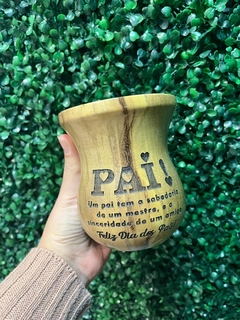 PAI!
Um pai tem a sabedoria
de um mestre, e a
sinceridade de um amigo
Feliz Dia dos Pais!